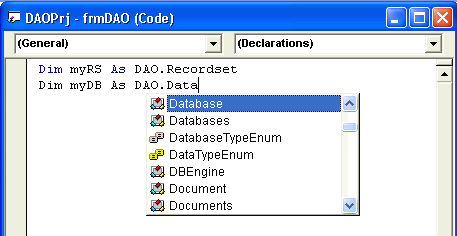 DAOPrj - frmDAO (Code)
(General) (Declarations)
Dim myRS As DAO.Recordset
Dim myDB As DAO.Data
Database
Databases
DatabaseTypeEnum
DataTypeEnum
DBEngine
Document
Documents